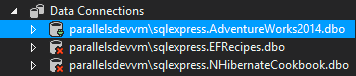 Data Connections
parallelsdevvm\sqlexpress.AdventureWorks2014.dbo
parallelsdevvm\sqlexpress.EFRecipes.dbo
parallelsdevvm\sqlexpress.NHibernateCookbook.dbo